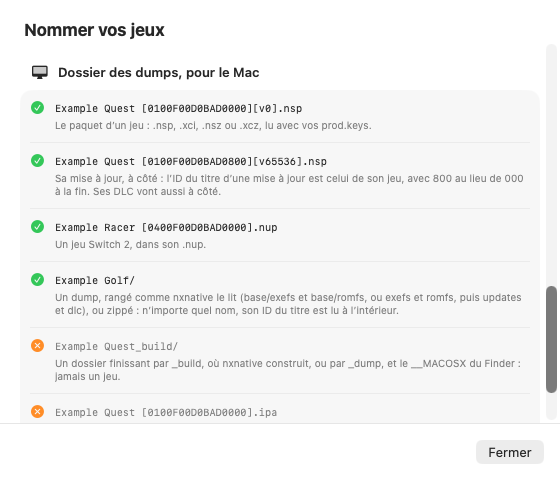 Nommer vos jeux
Dossier des dumps, pour le Mac
Example Quest [0100F00D0BAD0000][v0].nsp
Le paquet d’un jeu : .nsp, .xci, .nsz ou .xcz, lu avec vos prod.keys.
Example Quest [0100F00D0BAD0800][v65536].nsp
Sa mise à jour, à côté : l’ID du titre d’une mise à jour est celui de son jeu, avec 800 au lieu de 000
à la fin. Ses DLC vont aussi à côté.
Example Racer [0400F00D0BAD0000].nup
Un jeu Switch 2, dans son .nup.
Example Golf/
Un dump, rangé comme nxnative le lit (base/exefs et base/romfs, ou exefs et romfs, puis updates
et dlc), ou zippé : n’importe quel nom, son ID du titre est lu à l’intérieur.
Example Quest_build/
Un dossier finissant par _build, où nxnative construit, ou par _dump, et le __MACOSX du Finder :
jamais un jeu.
Example Quest [0100F00D0BAD0000].ipa
Fermer